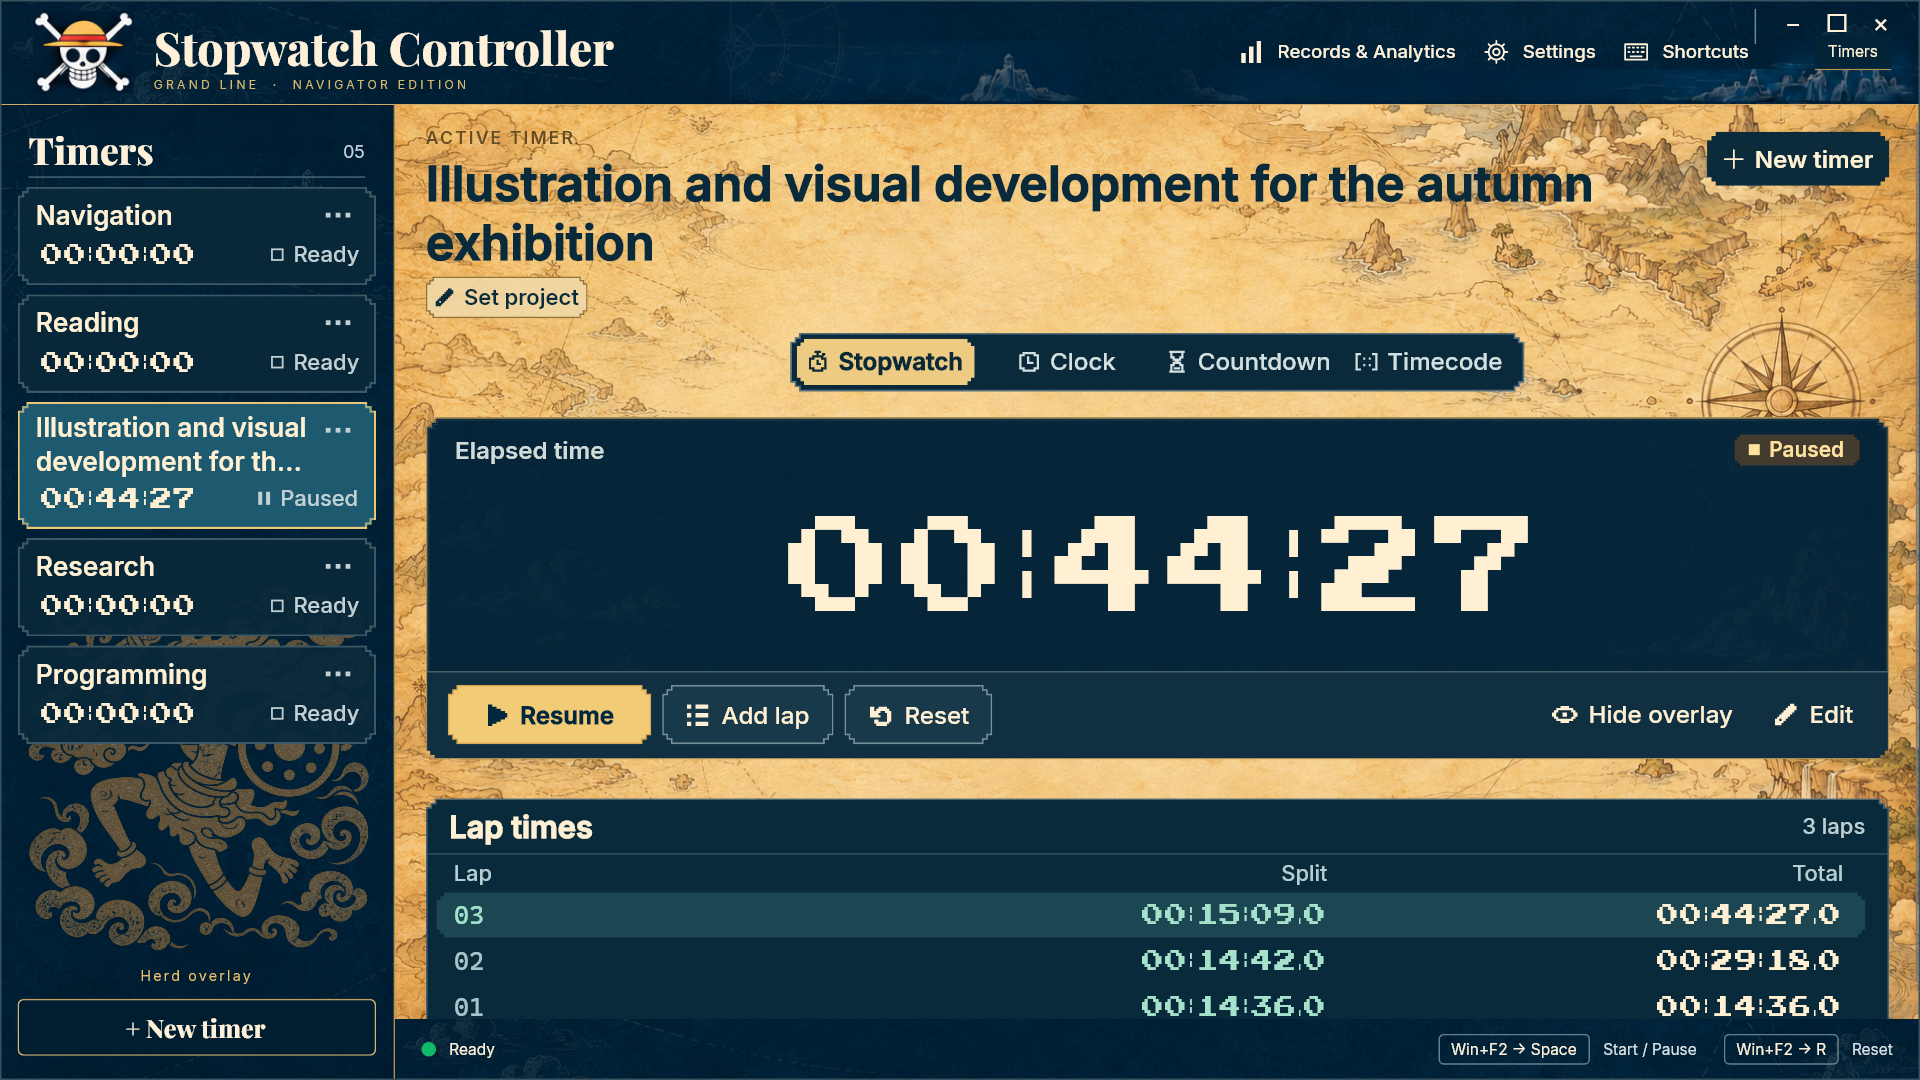 Stopwatch Controller
GRAND LINE · NAVIGATOR EDITION
Records & Analytics
Settings
Shortcuts
Timers
Timers
05
Navigation
00:00:00
Ready
Reading
00:00:00
Ready
Illustration and visual
development for th...
00:44:27
Paused
Research
00:00:00
Ready
Programming
00:00:00
Ready
Herd overlay
+ New timer
ACTIVE TIMER
Illustration and visual development for the autumn
exhibition
+ New timer
Set project
Stopwatch
Clock
Countdown
Timecode
Elapsed time
Paused
00:44:27
Resume
Add lap
Reset
Hide overlay
Edit
Lap times
3 laps
Lap Split Total
03 00:15:09.0 00:44:27.0
02 00:14:42.0 00:29:18.0
01 00:14:36.0 00:14:36.0
Ready
Win+F2 → Space
Start / Pause
Win+F2 → R
Reset